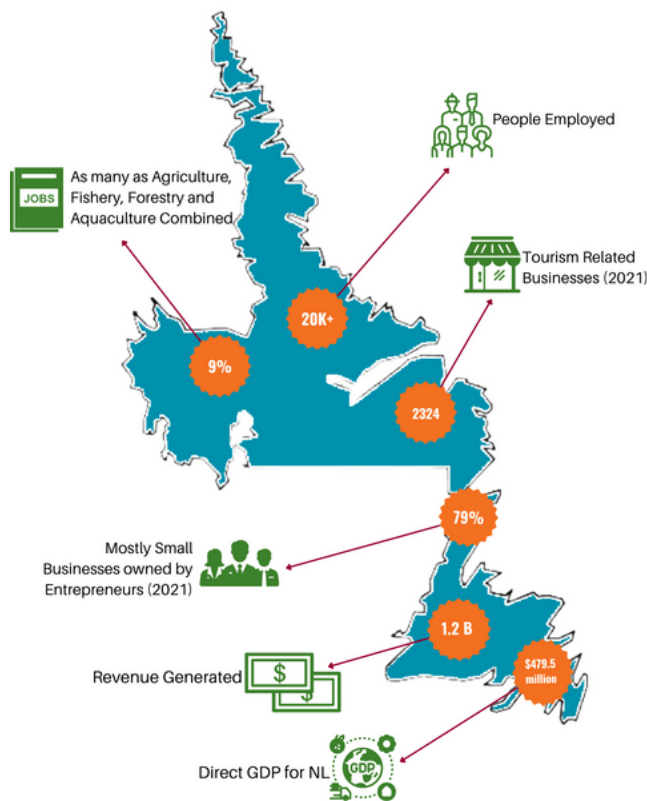 People Employed
As many as Agriculture,
Fishery, Forestry and
Aquaculture Combined
JOBS
Tourism Related
Businesses (2021)
20K+
9%
2324
79%
Mostly Small
Businesses owned by
Entrepreneurs (2021)
1.2 B
Revenue Generated
$
$
$479.5
million
Direct GDP for NL
GDP